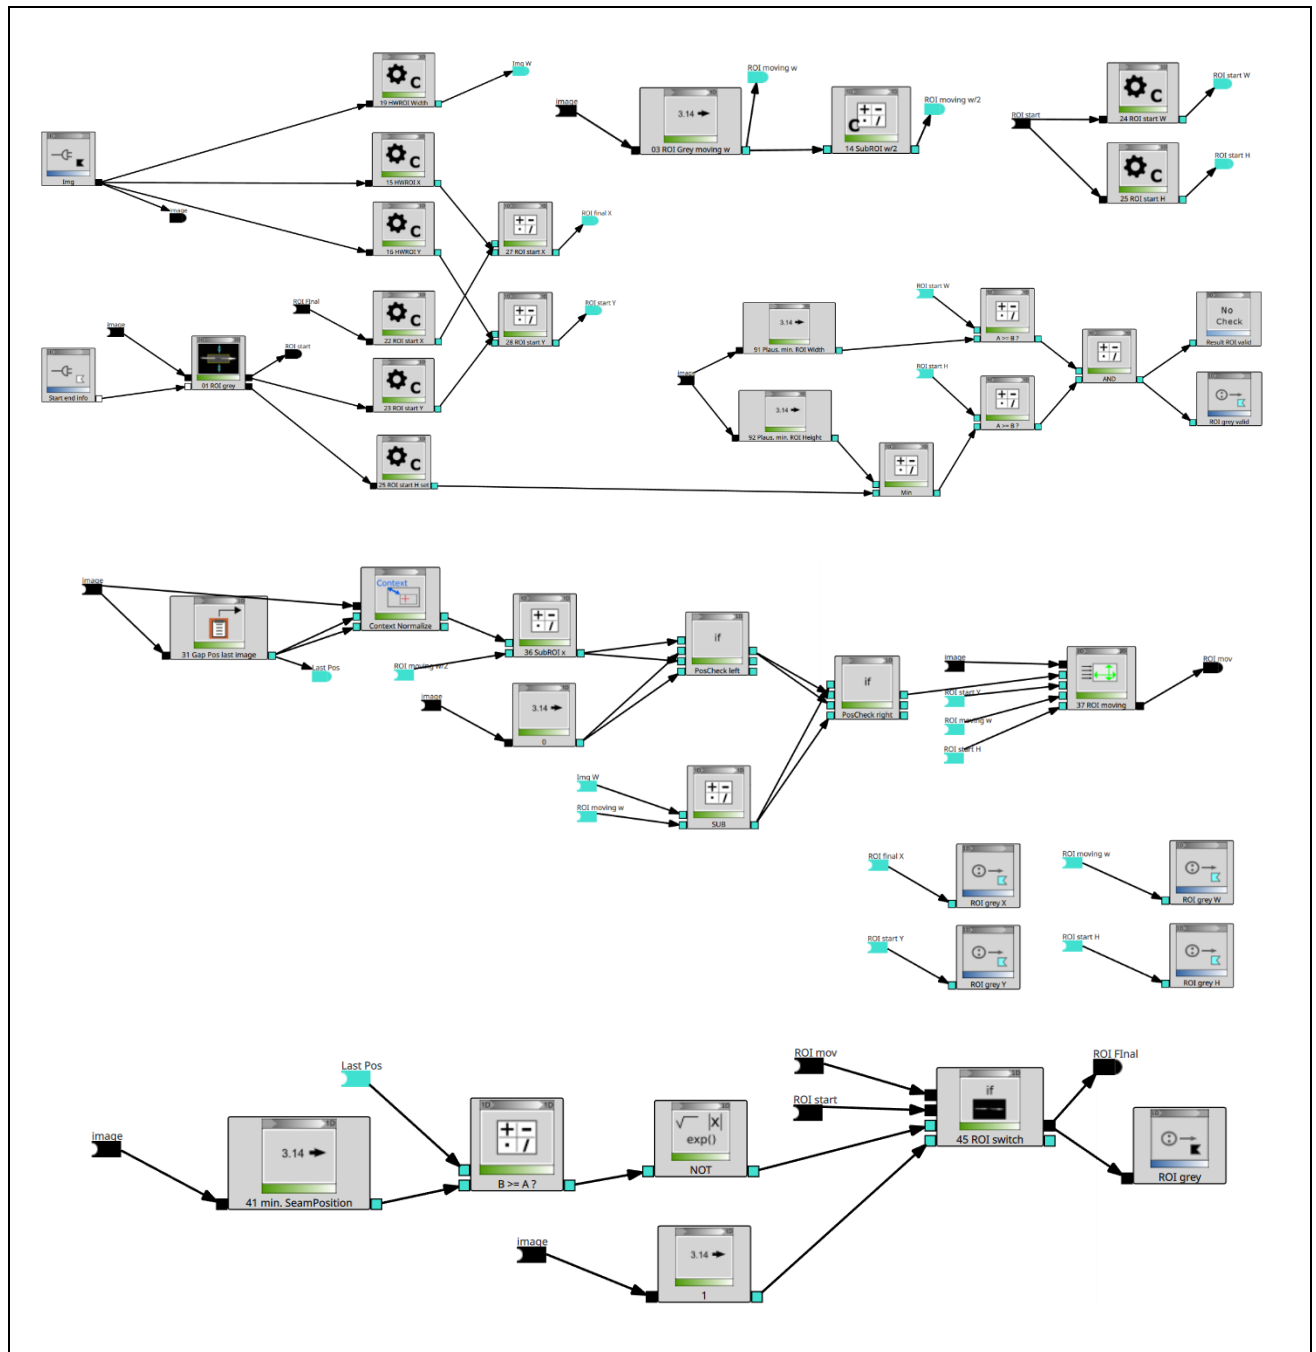 Img W
C
19 HWROI Width
Img
image
C
15 HWROI X
C
16 HWROI Y
ROI final X
27 ROI start X
ROI FInal
C
22 ROI start X
ROI start Y
28 ROI start Y
image
ROI start
Start end info
01 ROI grey
C
23 ROI start Y
C
25 ROI start H sel
image
3.14
03 ROI Grey moving w
ROI moving w
C
14 SubROI w/2
ROI moving w/2
ROI start
C
24 ROI start W
ROI start W
C
25 ROI start H
ROI start H
image
3.14
91 Plaus. min. ROI Width
3.14
92 Plaus. min. ROI Height
Min
ROI start W
A >= B ?
ROI start H
A >= B ?
AND
No
Check
Result ROI valid
ROI grey valid
image
31 Gap Pos last image
Last Pos
Context
Context Normalize
ROI moving w/2
36 SubROI x
image
3.14
0
if
PosCheck left
Img W
ROI moving w
SUB
if
PosCheck right
image
ROI start Y
ROI moving w
ROI start H
37 ROI moving
ROI mov
ROI final X
ROI grey X
ROI moving w
ROI grey W
ROI start Y
ROI grey Y
ROI start H
ROI grey H
Last Pos
image
3.14
41 min. SeamPosition
1D
1D
B >= A ?
√ |X|
exp()
NOT
image
3.14
1
ROI mov
ROI start
if
45 ROI switch
ROI FInal
ROI grey